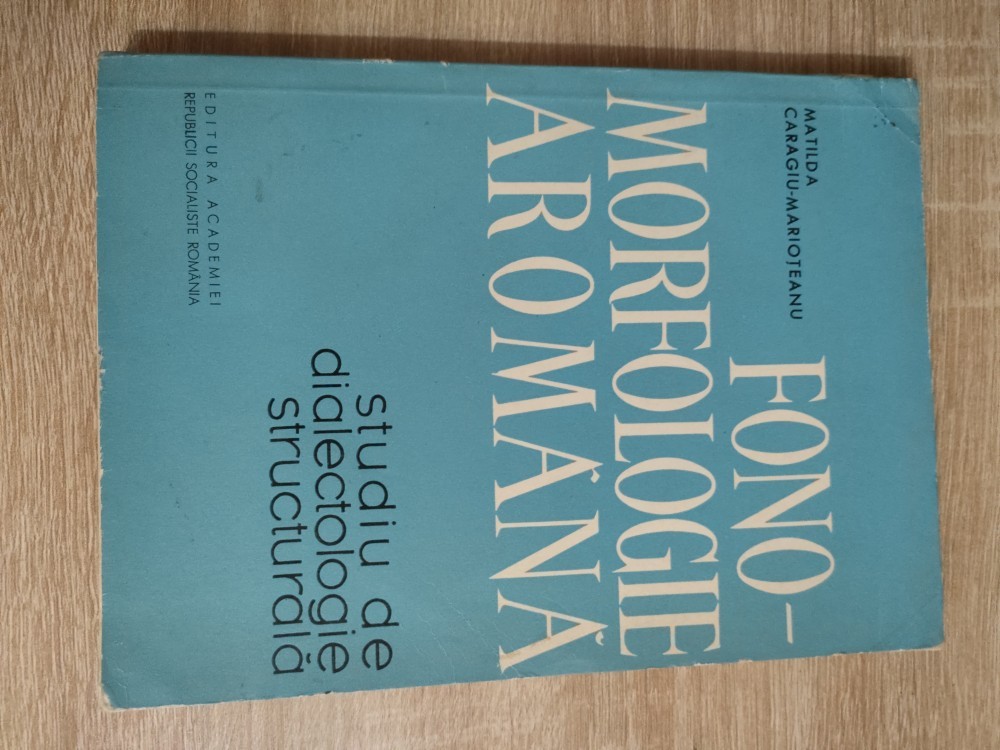 MATILDA
CARAGIU-MARIOȚEANU
FONO-
MORFOLOGIE
AROMÂNĂ
studiu de
dialectologie
structurală
EDITURA ACADEMIEI
REPUBLICII SOCIALISTE ROMÂNIA